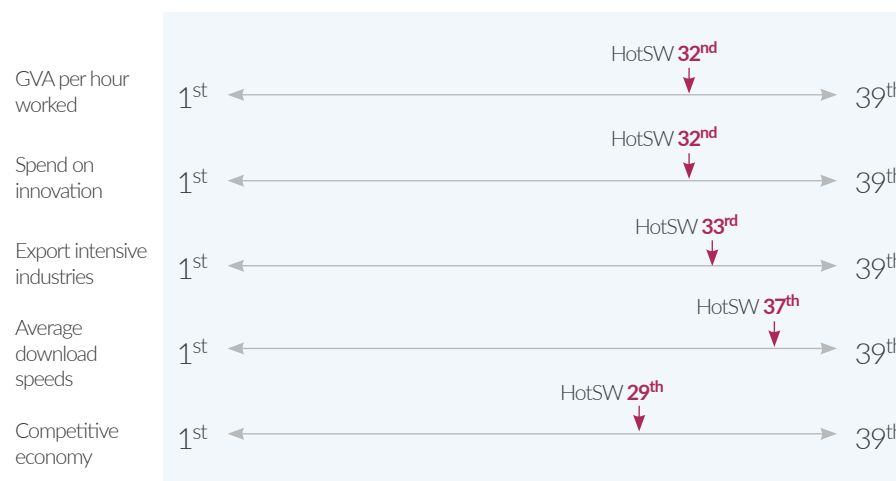 HotSW 32nd
GVA per hour
worked
1st
39th
HotSW 32nd
Spend on
innovation
1st
39th
HotSW 33rd
Export intensive
industries
1st
39th
HotSW 37th
Average
download
speeds
1st
39th
HotSW 29th
Competitive
economy
1st
39th